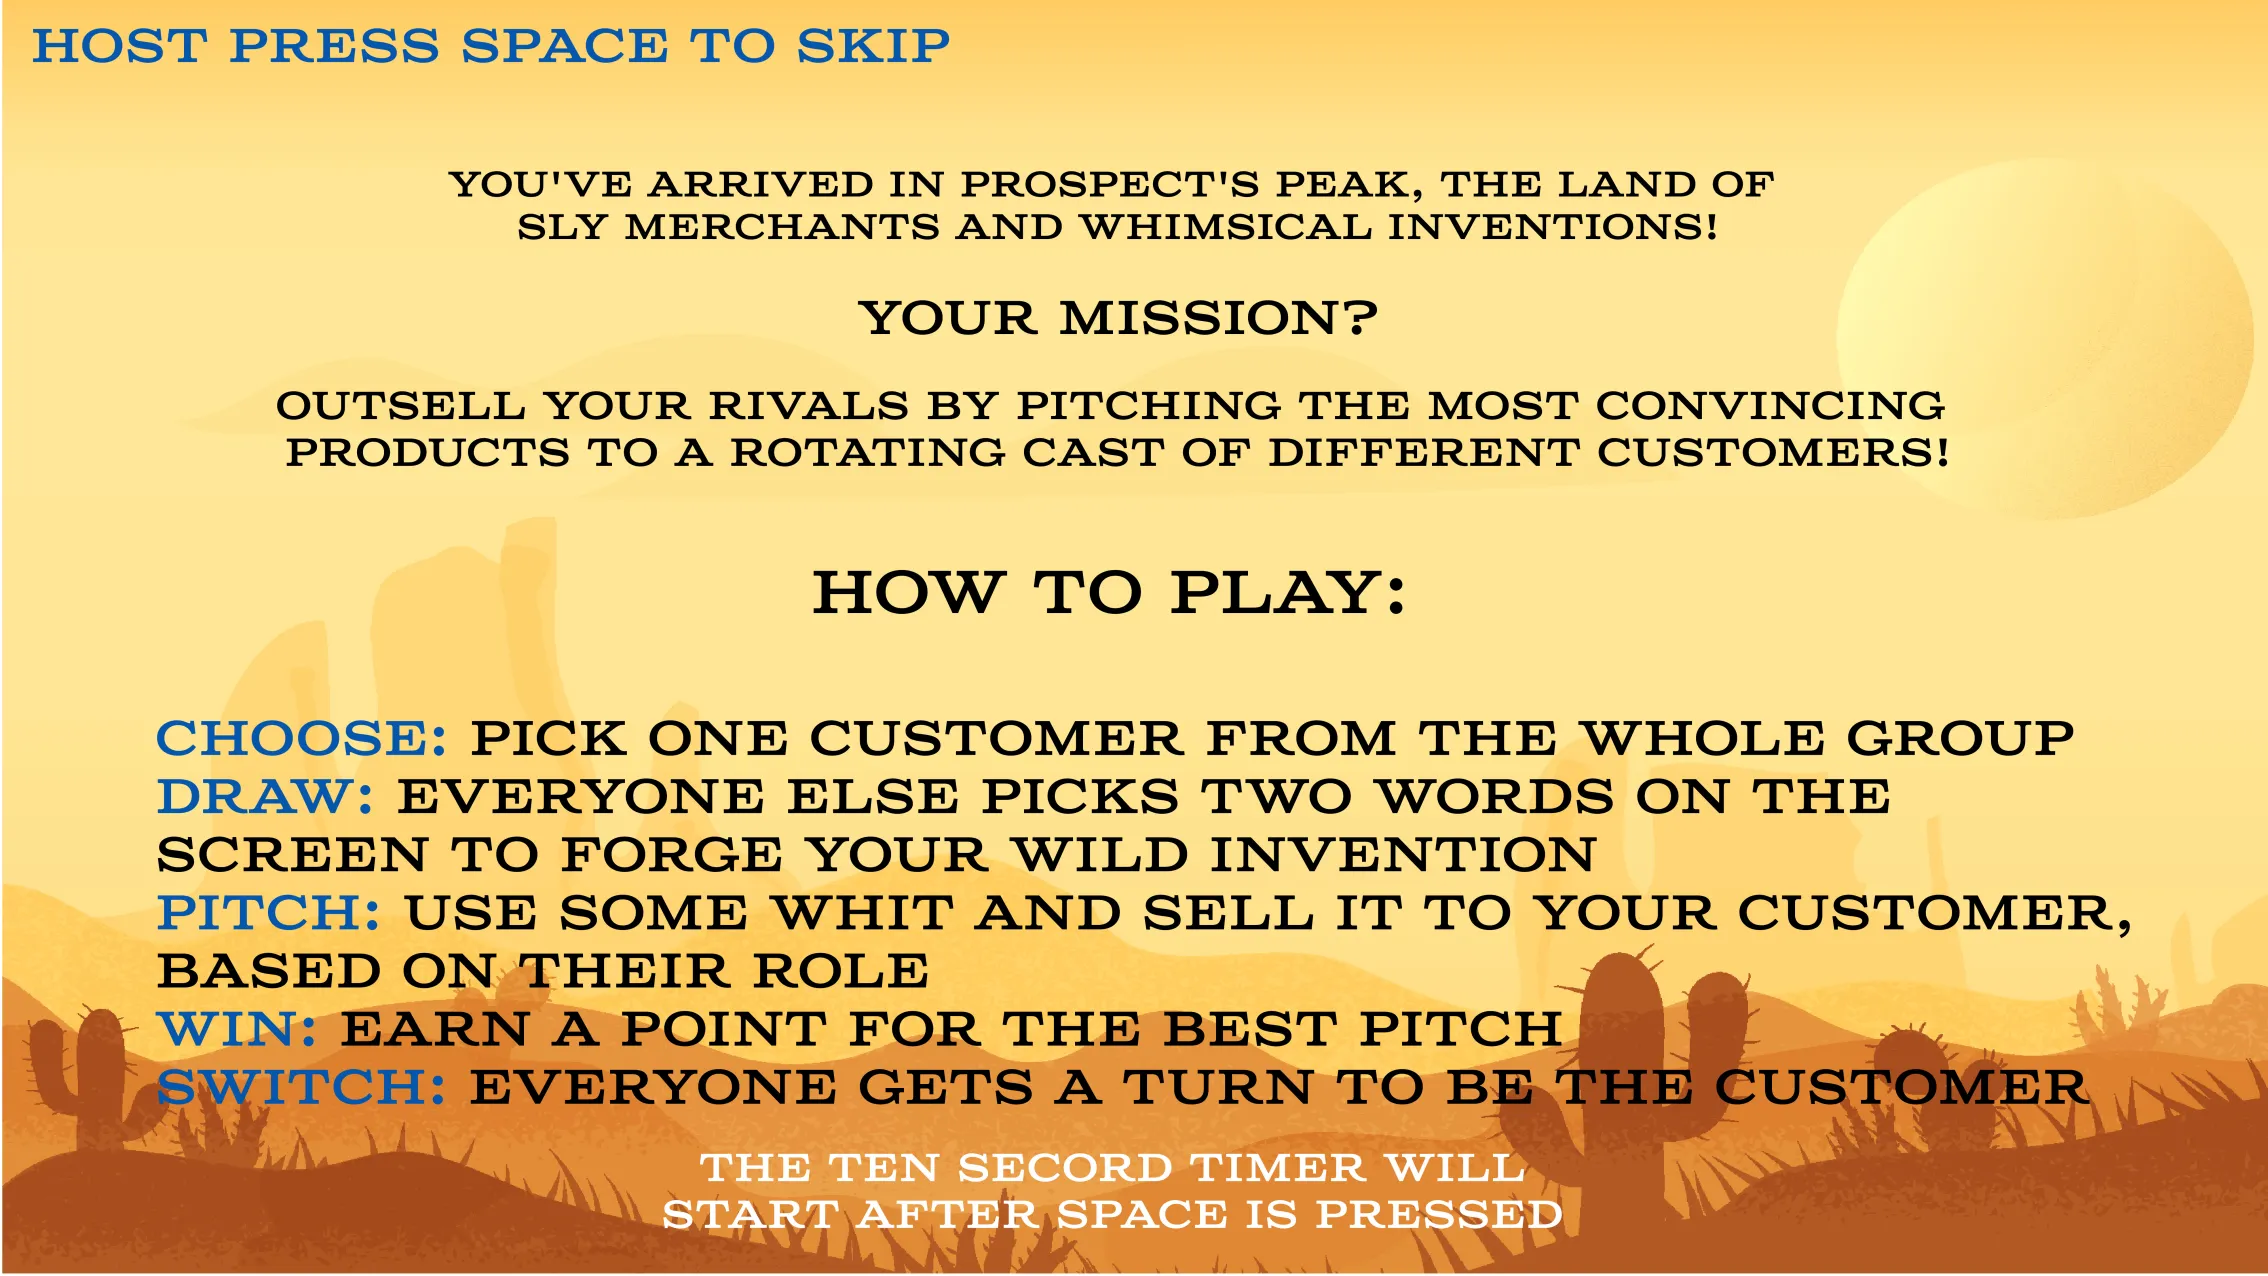 HOST PRESS SPACE TO SKIP
YOU'VE ARRIVED IN PROSPECT'S PEAK, THE LAND OF
SLY MERCHANTS AND WHIMSICAL INVENTIONS!
YOUR MISSION?
OUTSELL YOUR RIVALS BY PITCHING THE MOST CONVINCING
PRODUCTS TO A ROTATING CAST OF DIFFERENT CUSTOMERS!
HOW TO PLAY:
CHOOSE: PICK ONE CUSTOMER FROM THE WHOLE GROUP
DRAW: EVERYONE ELSE PICKS TWO WORDS ON THE
SCREEN TO FORGE YOUR WILD INVENTION
PITCH: USE SOME WHIT AND SELL IT TO YOUR CUSTOMER,
BASED ON THEIR ROLE
WIN: EARN A POINT FOR THE BEST PITCH
SWITCH: EVERYONE GETS A TURN TO BE THE CUSTOMER
THE TEN SECORD TIMER WILL
START AFTER SPACE IS PRESSED